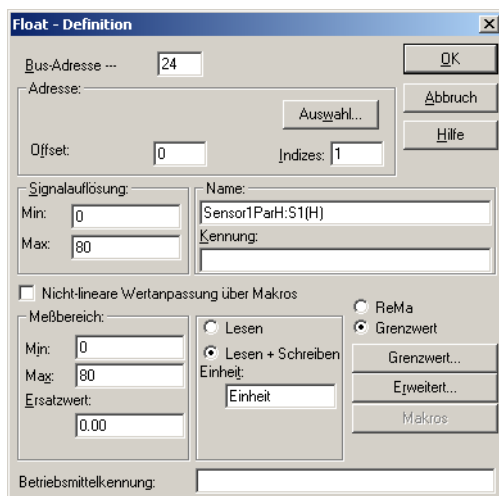 Float - Definition
Bus-Adresse --- 24
OK
Adresse:
Auswahl...
Abbruch
Offset: 0 Indizes: 1
Hilfe
Signalauflösung:
Min: 0
Max: 80
Name:
Sensor1ParH:S1(H)
Kennung:
Nicht-lineare Wertanpassung über Makros
ReMa
Grenzwert
Meßbereich:
Min: 0
Max: 80
Ersatzwert:
0.00
Lesen
Lesen + Schreiben
Einheit:
Einheit
Grenzwert...
Erweitert...
Makros
Betriebsmittelkennung: